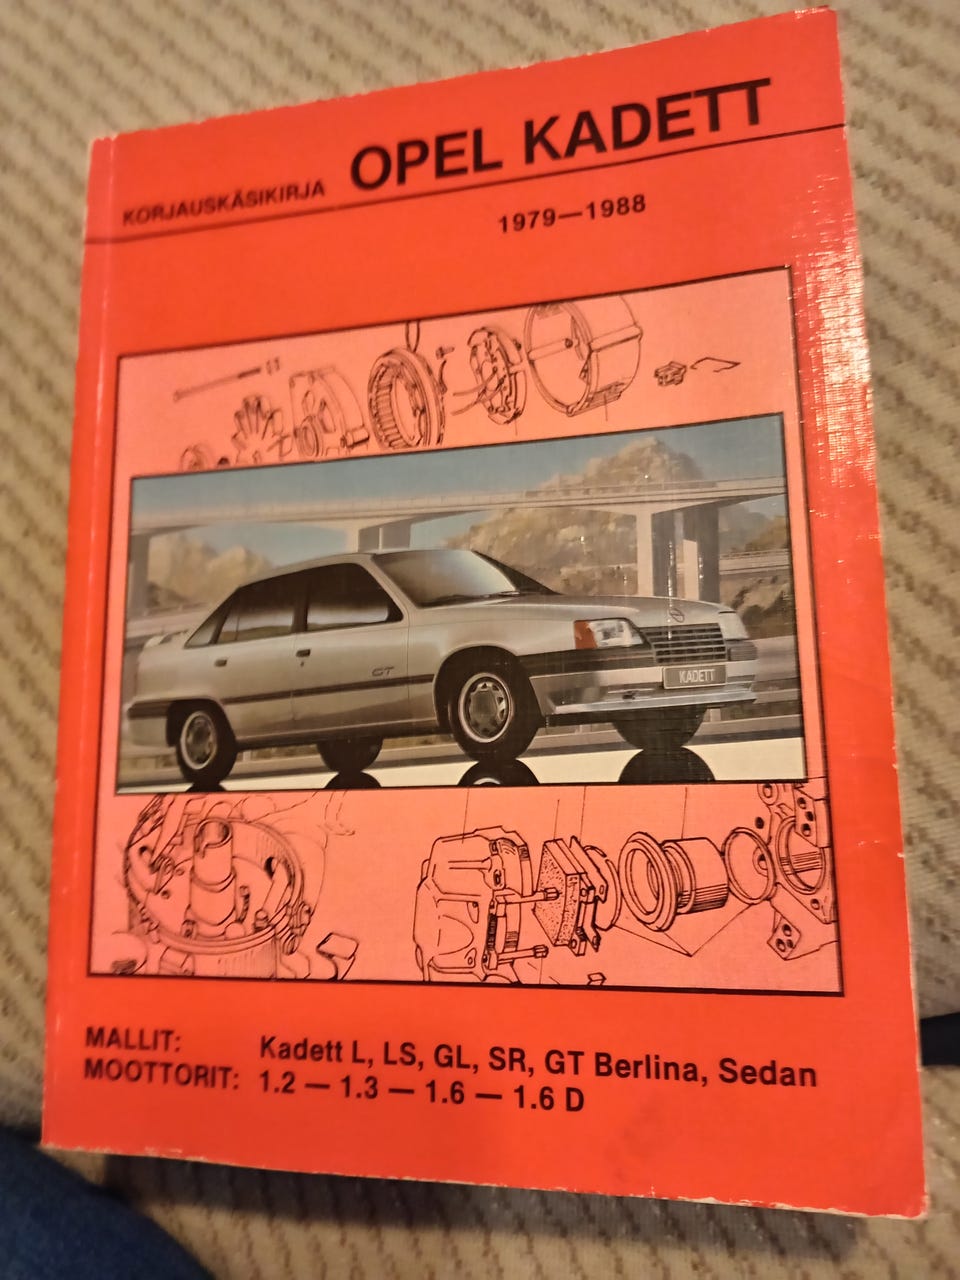 KORJAUSKÄSIKIRJA OPEL KADETT
1979—1988
GT
KADETT
MALLIT: Kadett L, LS, GL, SR, GT Berlina, Sedan
MOOTTORIT: 1.2 — 1.3 — 1.6 — 1.6 D